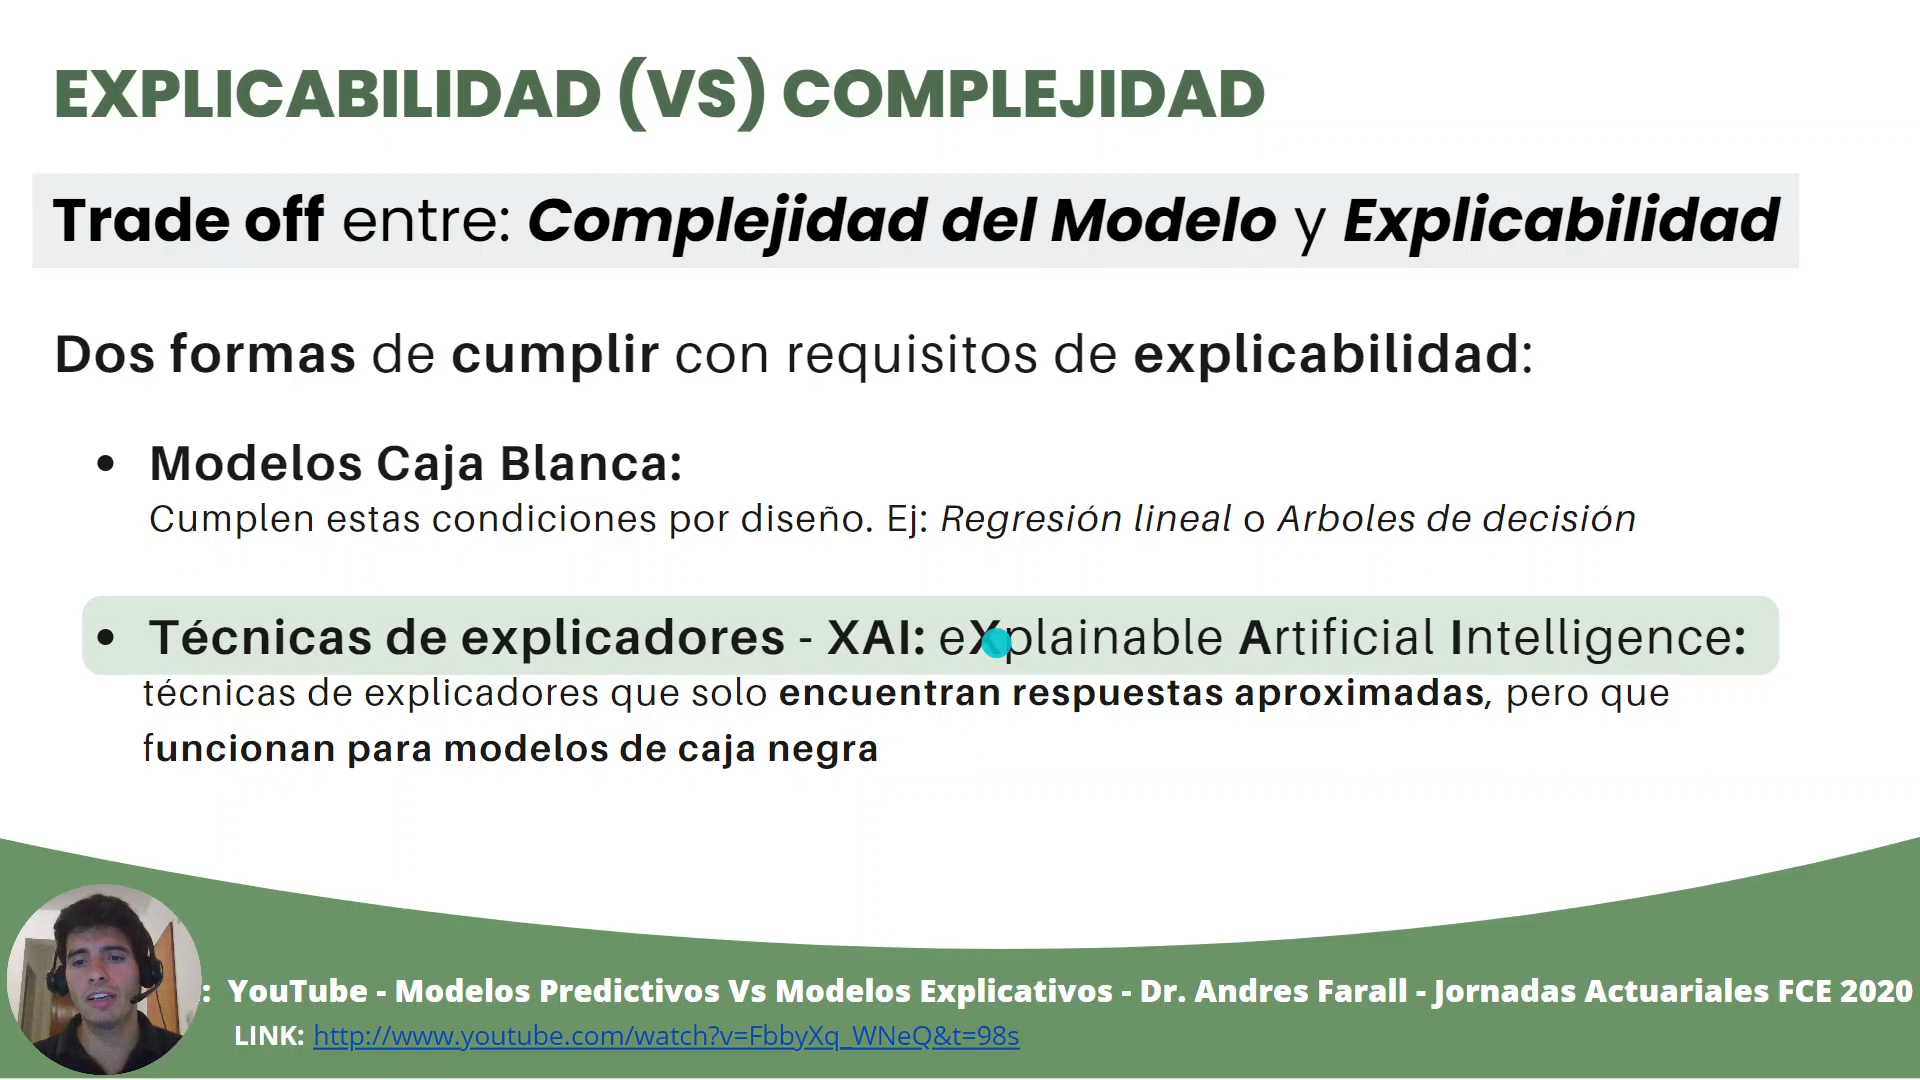 EXPLICABILIDAD (VS) COMPLEJIDAD
Trade off entre: Complejidad del Modelo y Explicabilidad
Dos formas de cumplir con requisitos de explicabilidad:
• Modelos Caja Blanca:
Cumplen estas condiciones por diseño. Ej: Regresión lineal o Arboles de decisión
• Técnicas de explicadores - XAI: eXplainable Artificial Intelligence:
técnicas de explicadores que solo encuentran respuestas aproximadas, pero que
funcionan para modelos de caja negra
: YouTube - Modelos Predictivos Vs Modelos Explicativos - Dr. Andres Farall - Jornadas Actuariales FCE 2020
LINK: http://www.youtube.com/watch?v=FbbyXq_WNeQ&t=98s